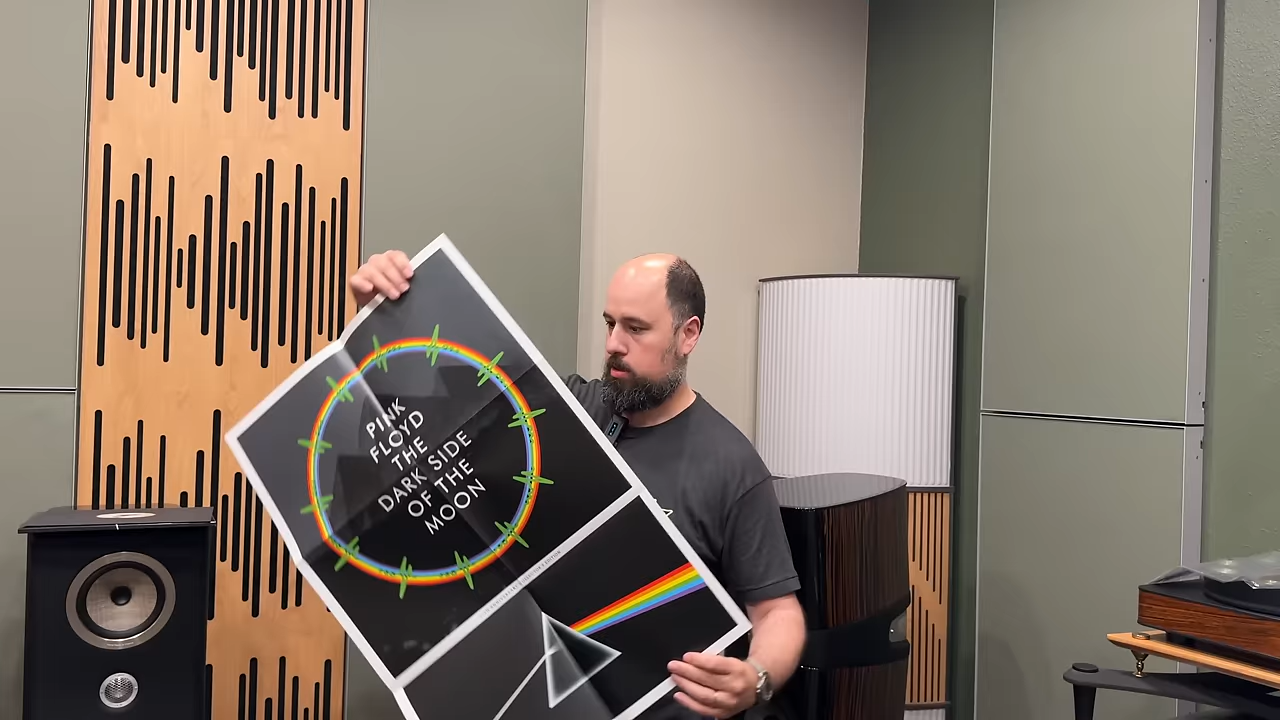 PINK
FLOYD
THE
DARK SIDE
OF THE
MOON